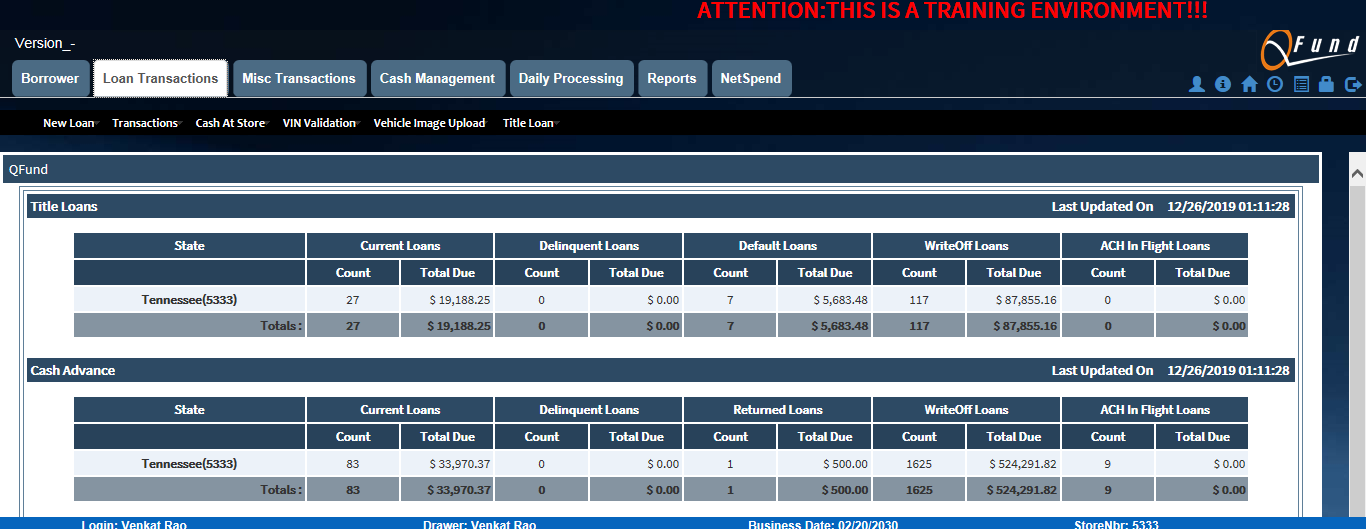 ATTENTION:THIS IS A TRAINING ENVIRONMENT!!!
Version_-
QFund
Borrower Loan Transactions Misc Transactions Cash Management Daily Processing Reports NetSpend
New Loan Transactions Cash At Store VIN Validation Vehicle Image Upload Title Loan
QFund
Title Loans Last Updated On 12/26/2019 01:11:28
State Current Loans Delinquent Loans Default Loans WriteOff Loans ACH In Flight Loans
Count Total Due Count Total Due Count Total Due Count Total Due Count Total Due
Tennessee(5333) 27 $ 19,188.25 0 $ 0.00 7 $ 5,683.48 117 $ 87,855.16 0 $ 0.00
Totals : 27 $ 19,188.25 0 $ 0.00 7 $ 5,683.48 117 $ 87,855.16 0 $ 0.00
Cash Advance Last Updated On 12/26/2019 01:11:28
State Current Loans Delinquent Loans Returned Loans WriteOff Loans ACH In Flight Loans
Count Total Due Count Total Due Count Total Due Count Total Due Count Total Due
Tennessee(5333) 83 $ 33,970.37 0 $ 0.00 1 $ 500.00 1625 $ 524,291.82 9 $ 0.00
Totals : 83 $ 33,970.37 0 $ 0.00 1 $ 500.00 1625 $ 524,291.82 9 $ 0.00
Login: Venkat Rao Drawer: Venkat Rao Business Date: 02/20/2030 StoreNbr: 5333